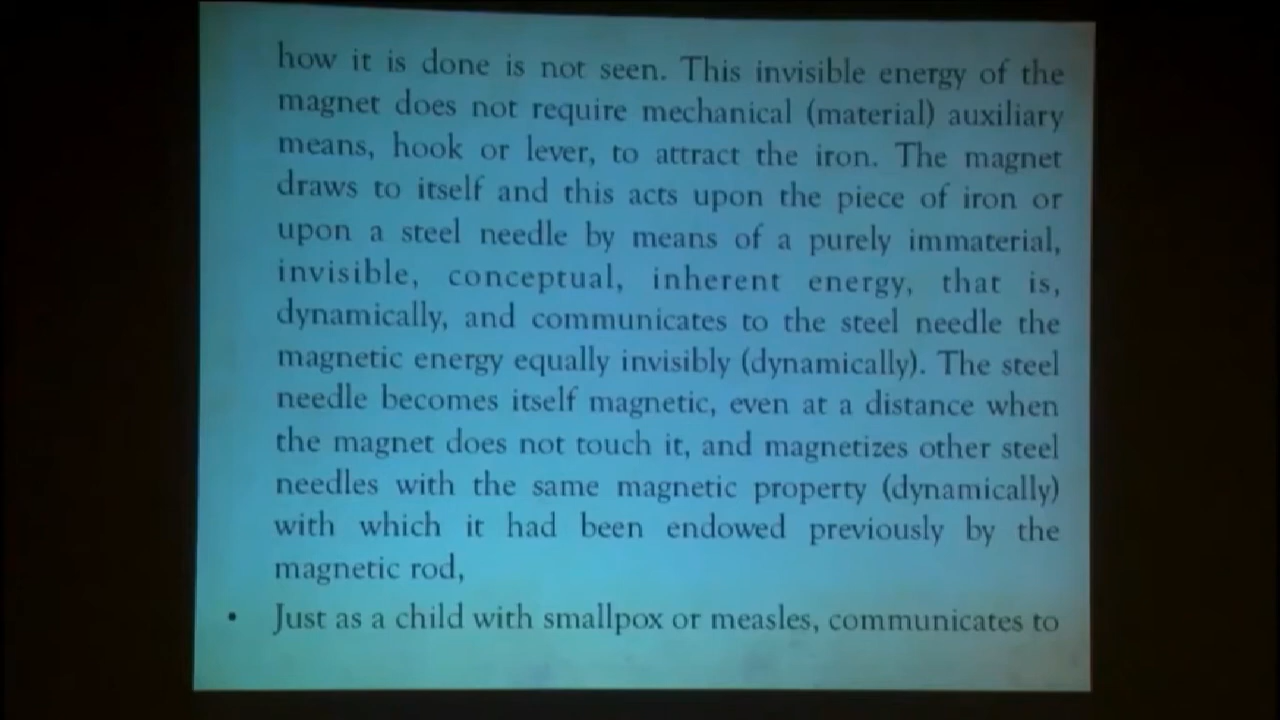 how it is done is not seen. This invisible energy of the
magnet does not require mechanical (material) auxiliary
means, hook or lever, to attract the iron. The magnet
draws to itself and this acts upon the piece of iron or
upon a steel needle by means of a purely immaterial,
invisible, conceptual, inherent energy, that is,
dynamically, and communicates to the steel needle the
magnetic energy equally invisibly (dynamically). The steel
needle becomes itself magnetic, even at a distance when
the magnet does not touch it, and magnetizes other steel
needles with the same magnetic property (dynamically)
with which it had been endowed previously by the
magnetic rod,
• Just as a child with smallpox or measles, communicates to